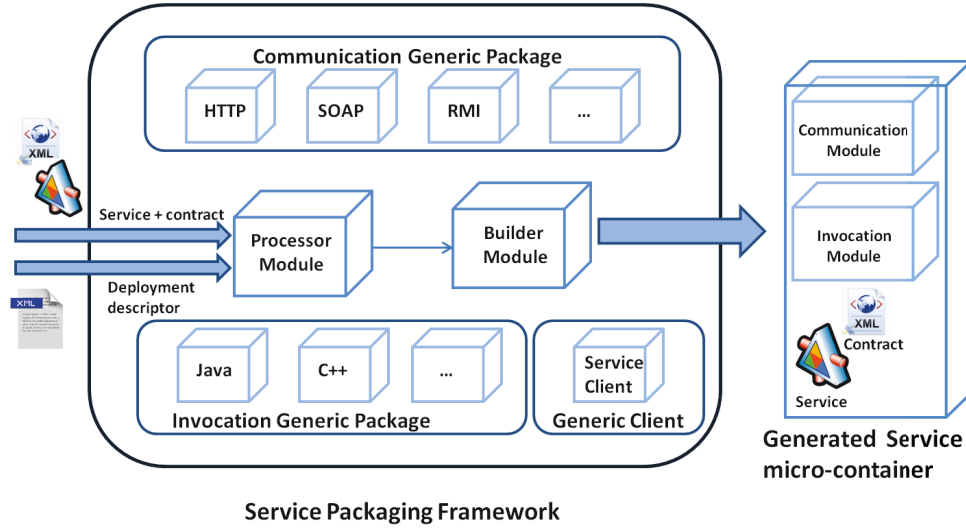 Communication Generic Package
HTTP
SOAP
RMI
...
XML
Service + contract
Processor
Module
Builder
Module
Deployment
descriptor
XML
Java
C++
...
Invocation Generic Package
Service
Client
Generic Client
Communication
Module
Invocation
Module
XML
Contract
Service
Generated Service
micro-container
Service Packaging Framework